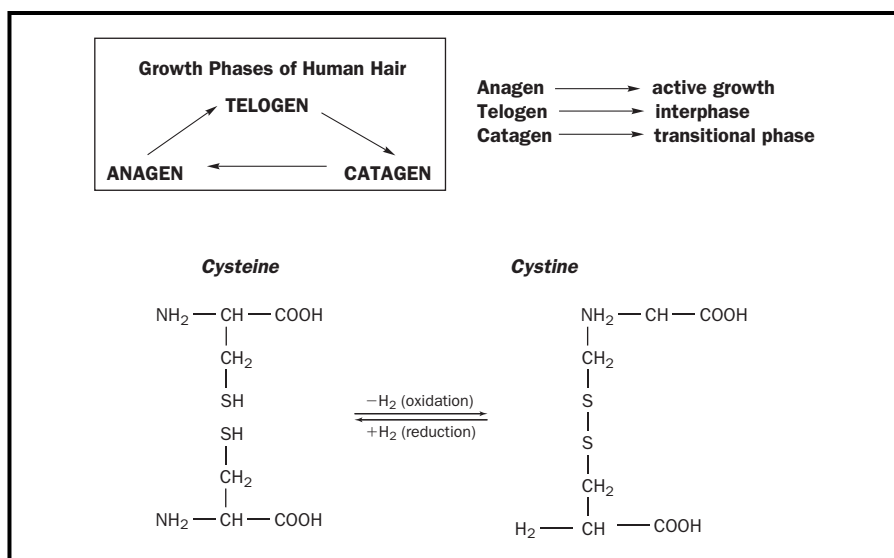 Growth Phases of Human Hair
TELOGEN
ANAGEN
CATAGEN
Anagen → active growth
Telogen → interphase
Catagen → transitional phase
Cysteine
NH₂ — CH — COOH
CH₂
SH
SH
CH₂
NH₂ — CH — COOH
−H₂ (oxidation)
+H₂ (reduction)
Cystine
NH₂ — CH — COOH
CH₂
S
S
CH₂
H₂ — CH — COOH